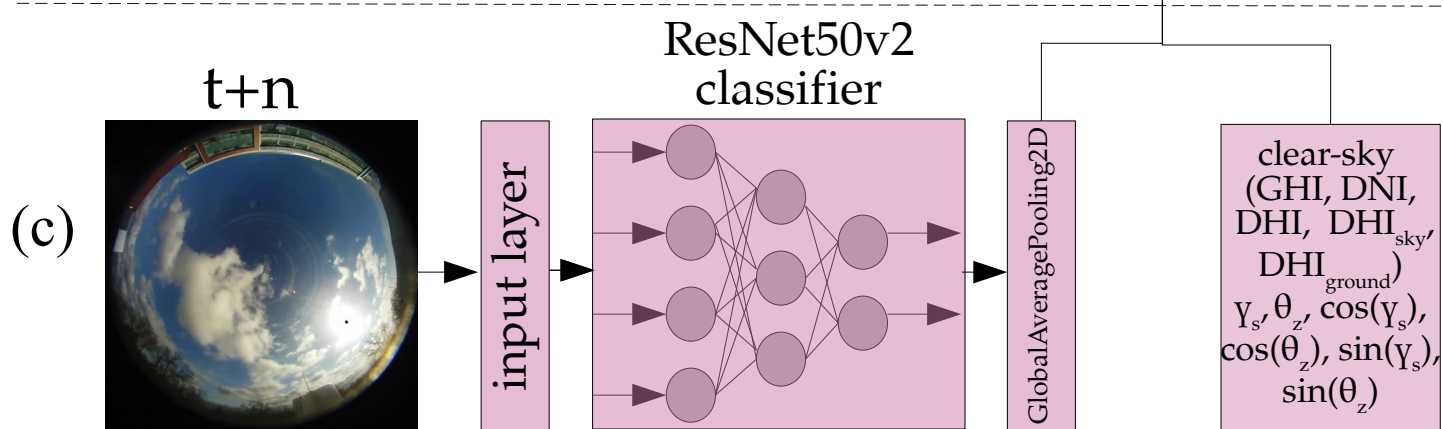 ResNet50v2
classifier
t+n
(c)
input layer
GlobalAveragePooling2D
clear-sky
(GHI, DNI,
DHI, DHI_sky,
DHI_ground)
γ_s, θ_z, cos(γ_s),
cos(θ_z), sin(γ_s),
sin(θ_z)